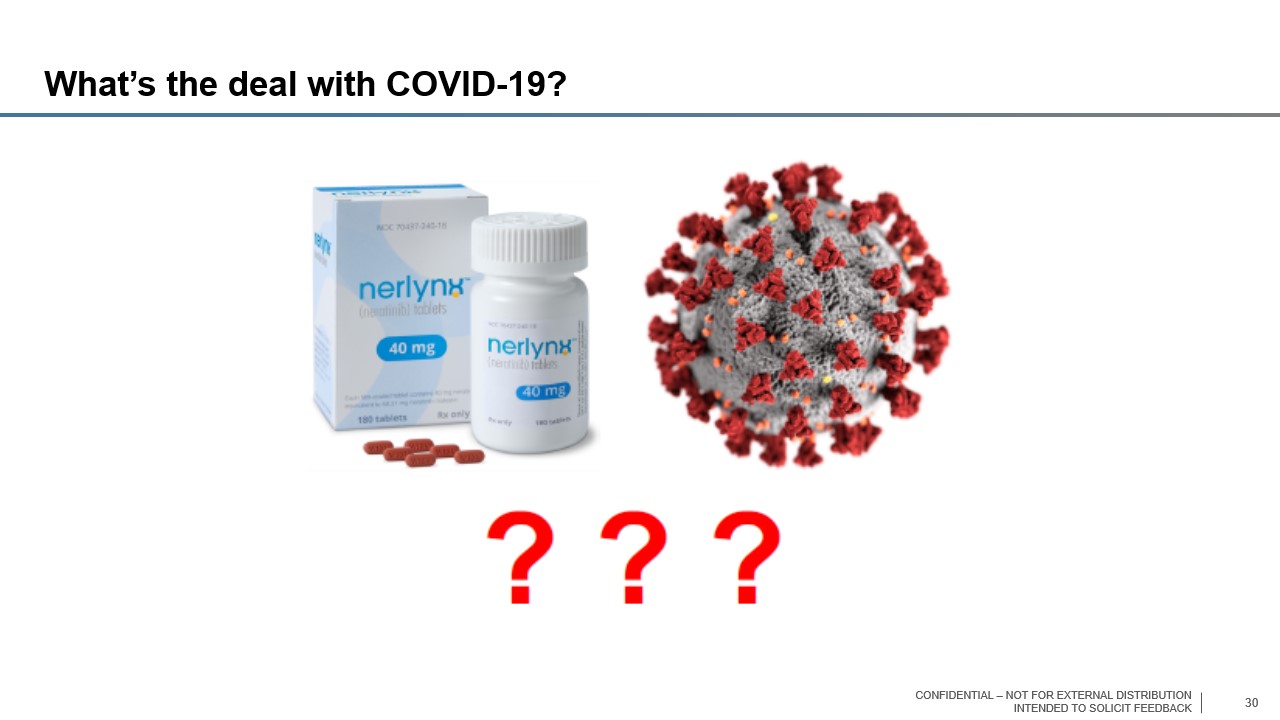 What’s the deal with COVID-19?
nerlynx
NDC 70437-240-18
nerlynx
nerlynx™
(neratinib) tablets
40 mg
180 tablets
Rx only
nerlynx™
(neratinib) tablets
40 mg
Rx only
180 tablets
? ? ?
CONFIDENTIAL – NOT FOR EXTERNAL DISTRIBUTION
INTENDED TO SOLICIT FEEDBACK
30